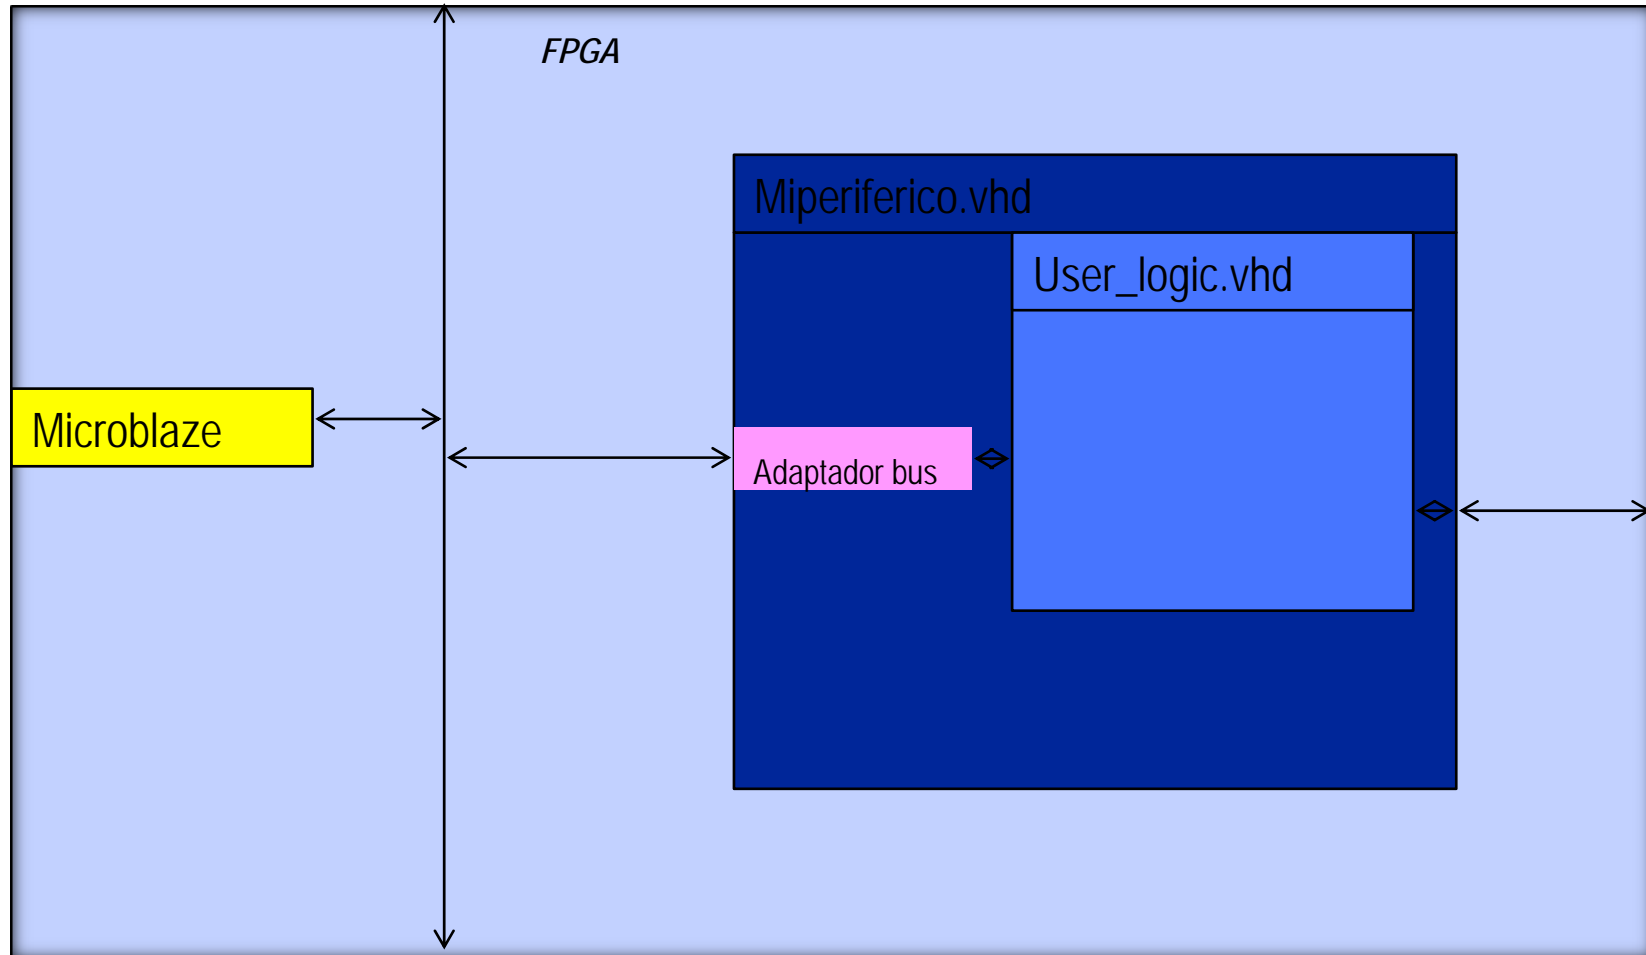 FPGA
Miperiferico.vhd
User_logic.vhd
Microblaze
Adaptador bus